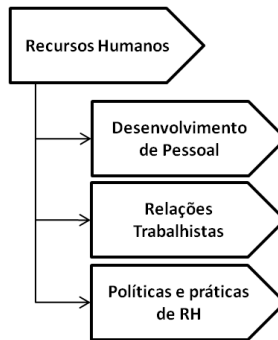 Recursos Humanos
Desenvolvimento
de Pessoal
Relações
Trabalhistas
Políticas e práticas
de RH